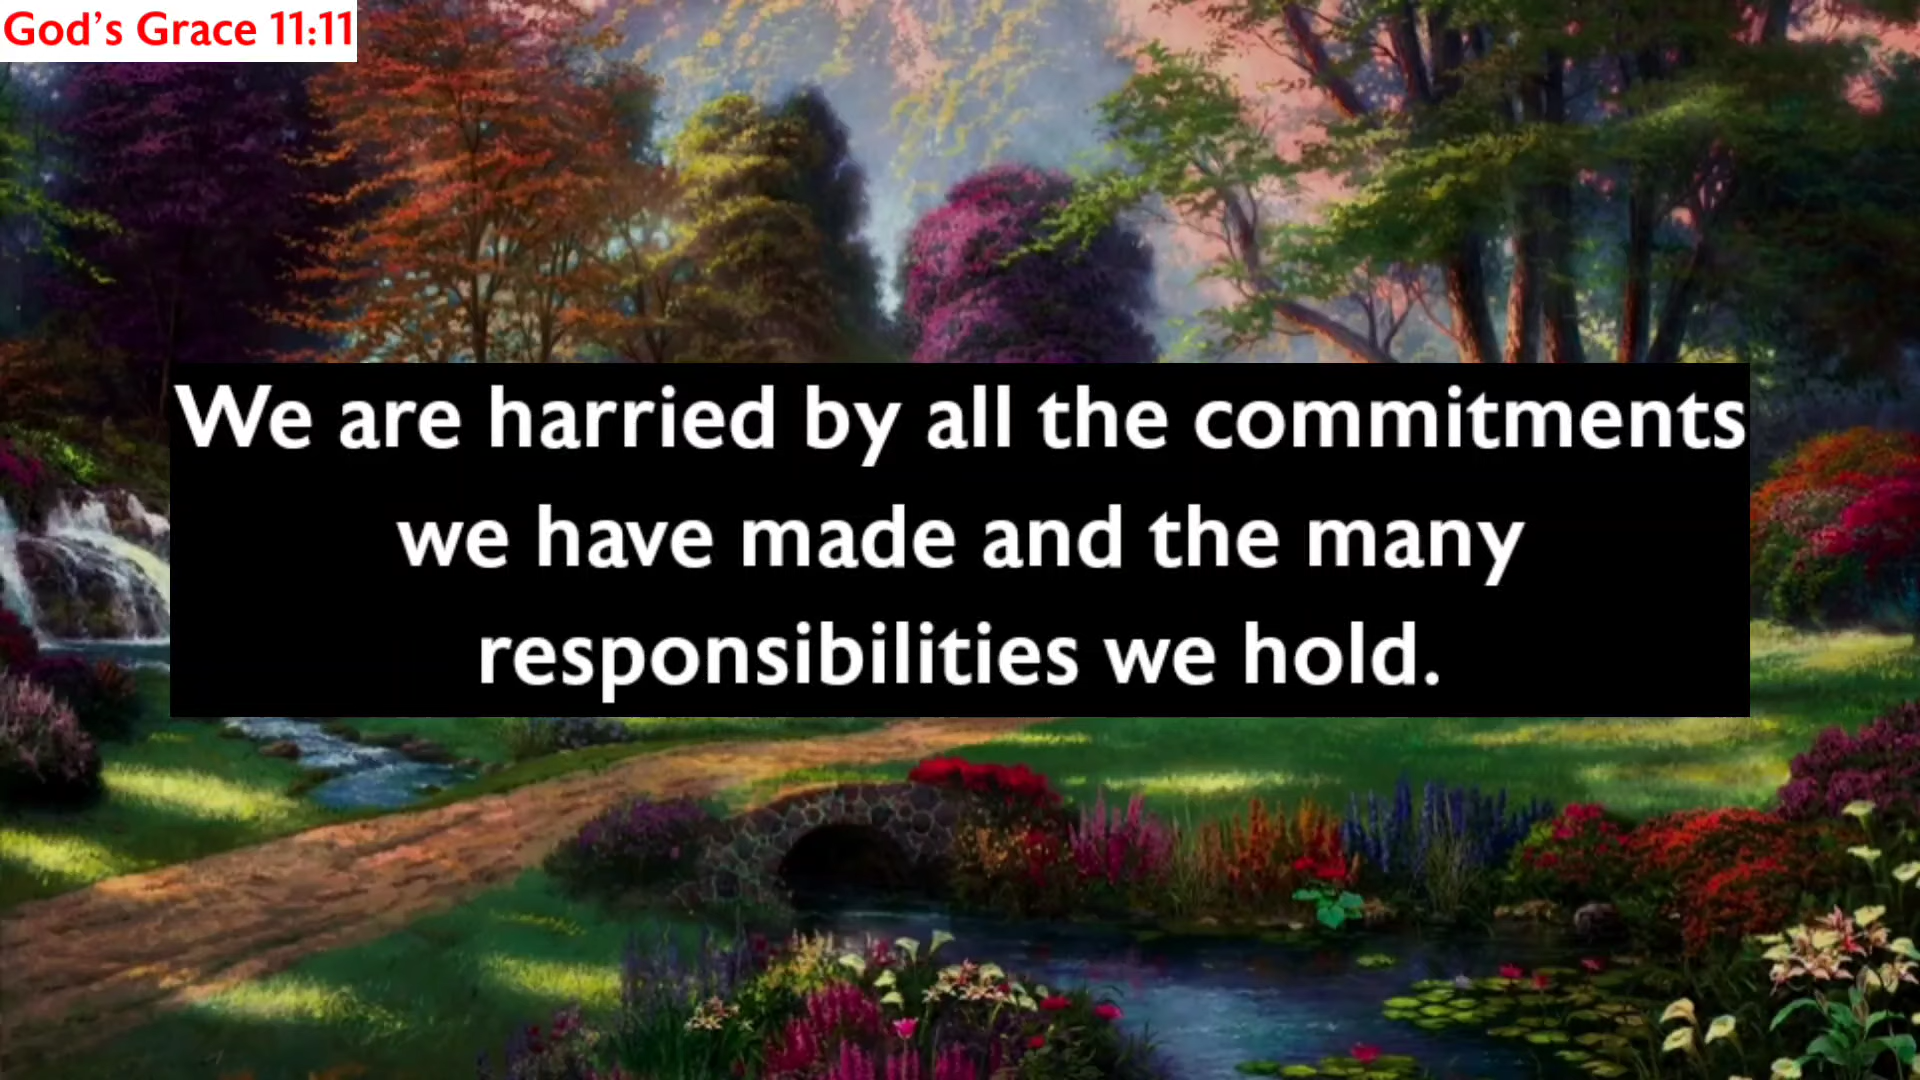 God’s Grace 11:11
We are harried by all the commitments
we have made and the many
responsibilities we hold.